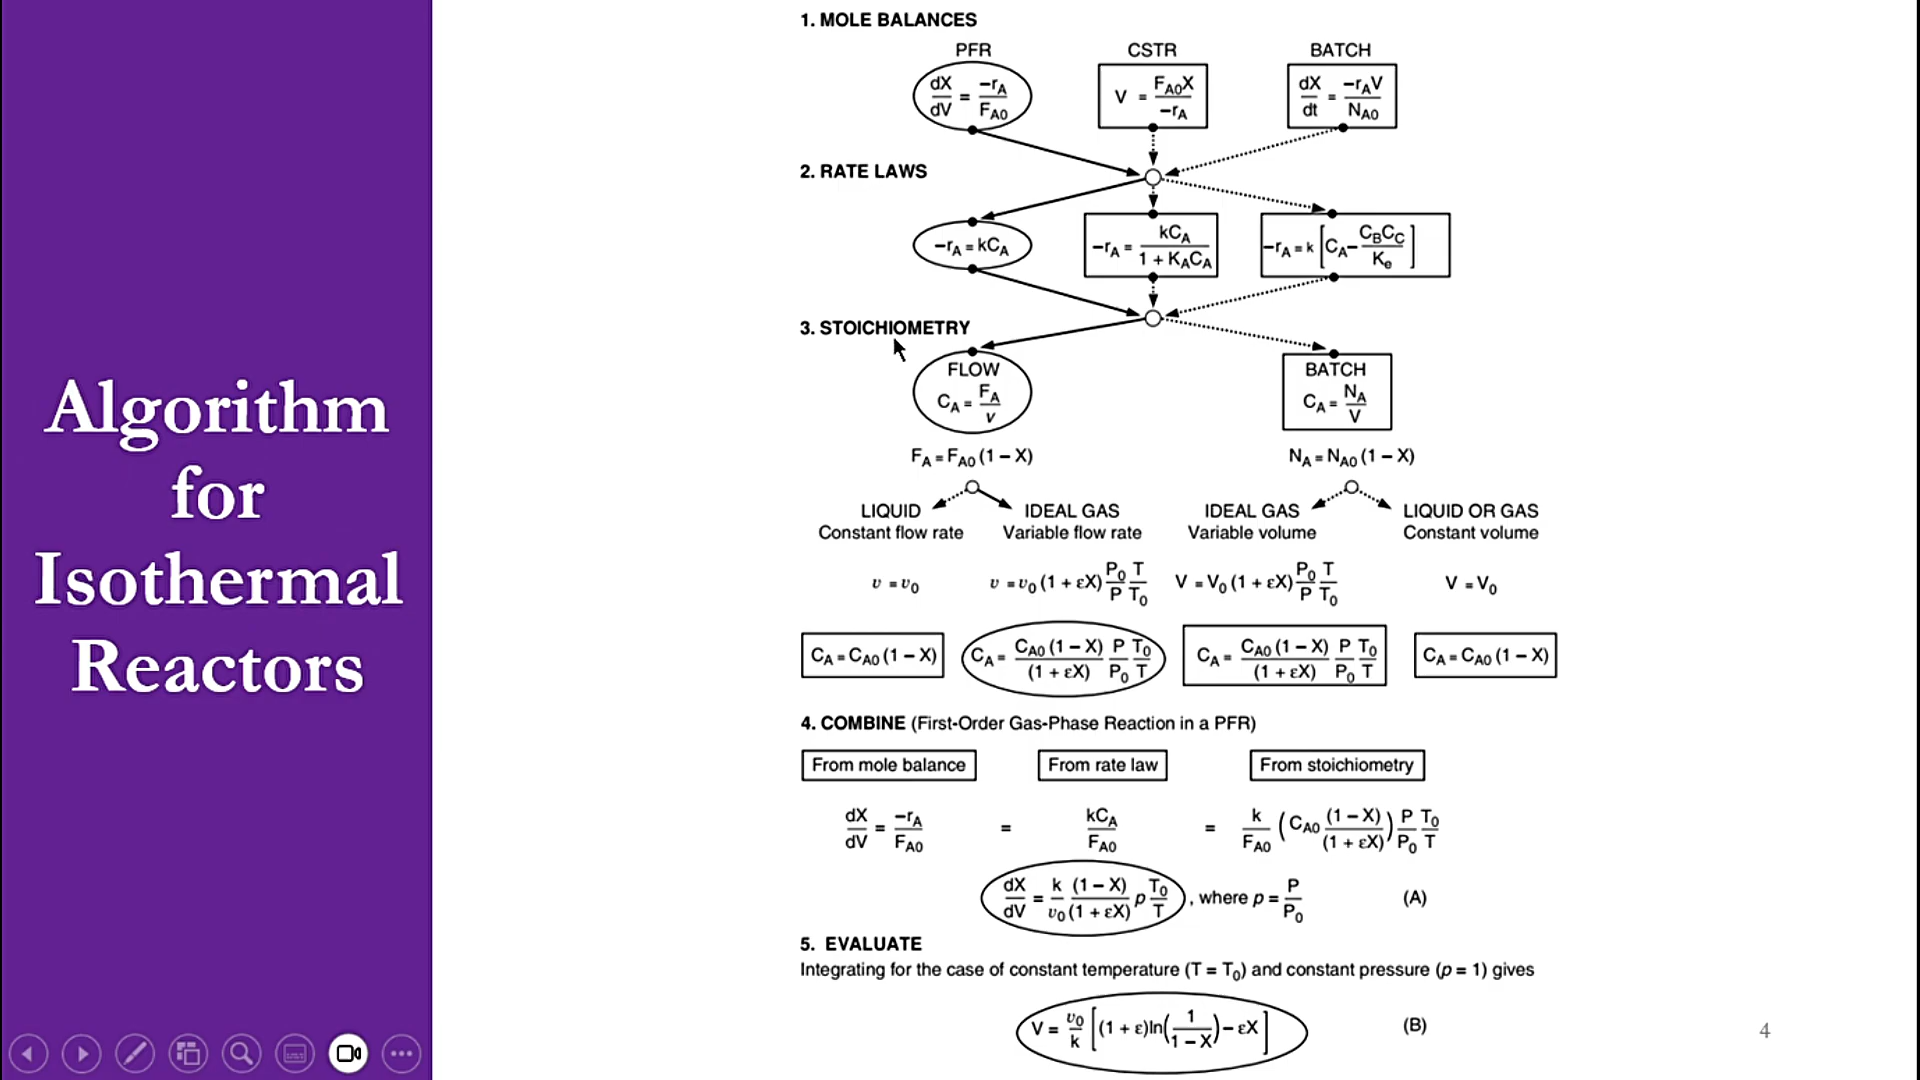 Algorithm
for
Isothermal
Reactors
1. MOLE BALANCES
PFR CSTR BATCH
dX/dV = –rA/FA0 V = FA0X/–rA dX/dt = –rAV/NA0
2. RATE LAWS
–rA = kCA –rA = kCA/1 + KACA –rA = k [CA– CBCC/Ke]
3. STOICHIOMETRY
FLOW BATCH
CA = FA/v CA = NA/V
FA = FA0 (1 – X) NA = NA0 (1 – X)
LIQUID IDEAL GAS IDEAL GAS LIQUID OR GAS
Constant flow rate Variable flow rate Variable volume Constant volume
υ = υ0 υ = υ0 (1 + εX) P0/P T/T0 V = V0 (1 + εX) P0/P T/T0 V = V0
CA = CA0 (1 – X) CA = CA0 (1 – X)/(1 + εX) P/P0 T0/T CA = CA0 (1 – X)/(1 + εX) P/P0 T0/T CA = CA0 (1 – X)
4. COMBINE (First-Order Gas-Phase Reaction in a PFR)
From mole balance From rate law From stoichiometry
dX/dV = –rA/FA0 = kCA/FA0 = k/FA0 (CA0 (1 – X)/(1 + εX)) P/P0 T0/T
dX/dV = k/υ0 (1 – X)/(1 + εX) p T0/T , where p = P/P0 (A)
5. EVALUATE
Integrating for the case of constant temperature (T = T0) and constant pressure (p = 1) gives
V = υ0/k [(1 + ε)ln(1/1 – X) – εX] (B)
4